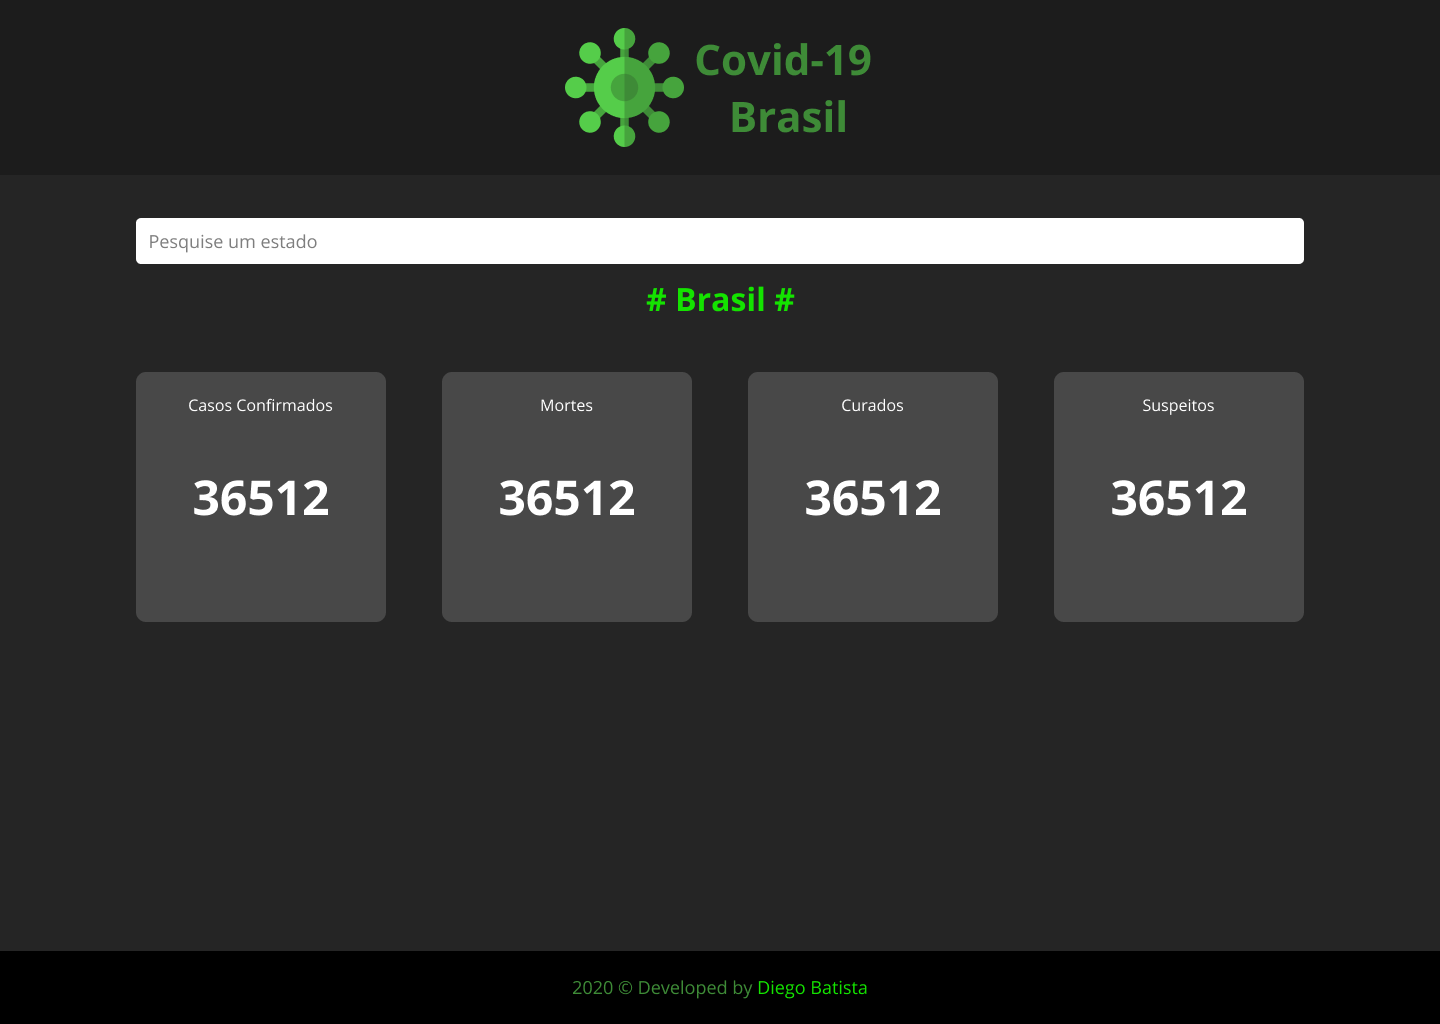 Covid-19
Brasil
Pesquise um estado
# Brasil #
Casos Confirmados
36512
Mortes
36512
Curados
36512
Suspeitos
36512
2020 © Developed by Diego Batista